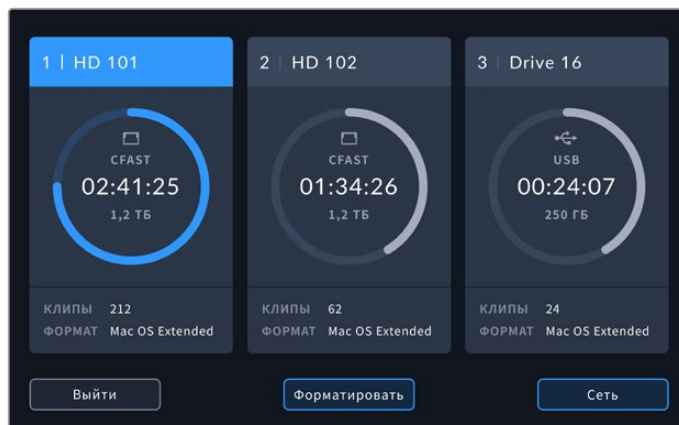 1 | HD 101
CFAST
02:41:25
1,2 ТБ
КЛИПЫ 212
ФОРМАТ Mac OS Extended
2 | HD 102
CFAST
01:34:26
1,2 ТБ
КЛИПЫ 62
ФОРМАТ Mac OS Extended
3 | Drive 16
USB
00:24:07
250 ГБ
КЛИПЫ 24
ФОРМАТ Mac OS Extended
Выйти
Форматировать
Сеть